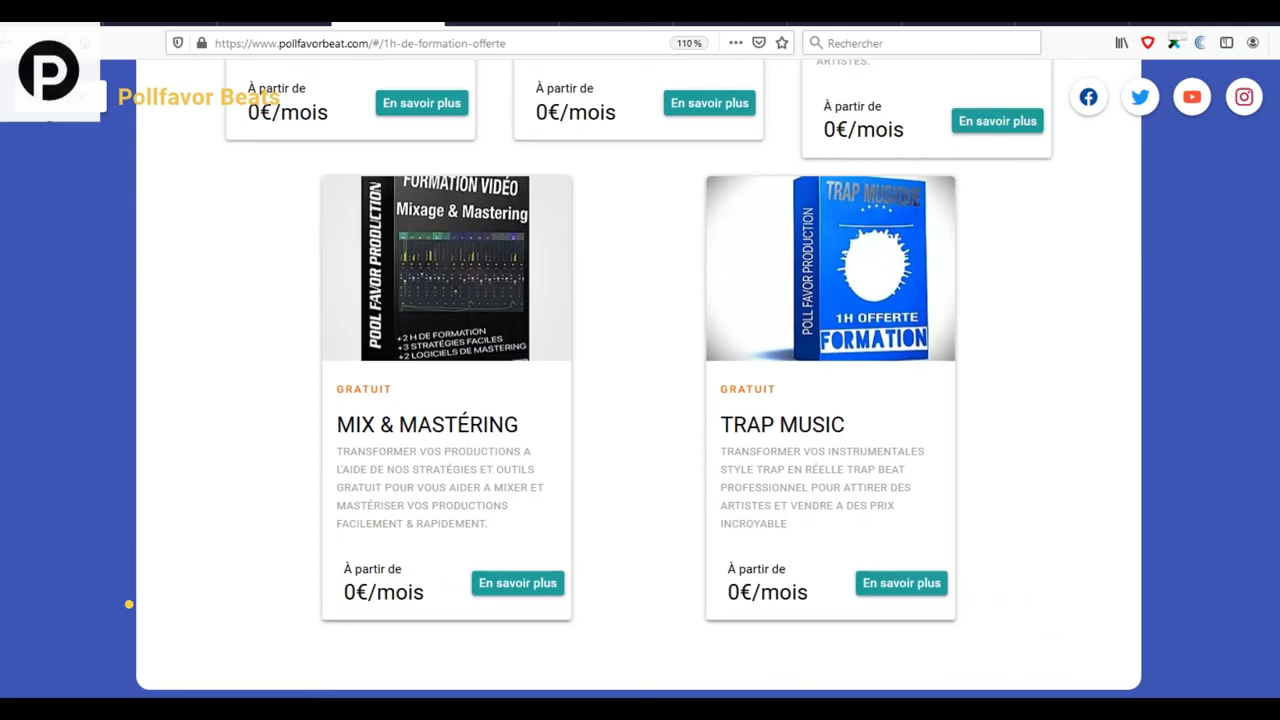 https://www.pollfavorbeat.com/#/1h-de-formation-offerte
110 %
Rechercher
P
Pollfavor Beats
ARTISTES.
À partir de
0€/mois
En savoir plus
À partir de
0€/mois
En savoir plus
À partir de
0€/mois
En savoir plus
POOL FAVOR PRODUCTION
FORMATION VIDÉO
Mixage & Mastering
+2 H DE FORMATION
+3 STRATÉGIES FACILES
+2 LOGICIELS DE MASTERING
GRATUIT
MIX & MASTÉRING
TRANSFORMER VOS PRODUCTIONS A
L'AIDE DE NOS STRATÉGIES ET OUTILS
GRATUIT POUR VOUS AIDER A MIXER ET
MASTÉRISER VOS PRODUCTIONS
FACILEMENT & RAPIDEMENT.
À partir de
0€/mois
En savoir plus
POLL FAVOR PRODUCTION
TRAP MUSIQUE
1H OFFERTE
FORMATION
GRATUIT
TRAP MUSIC
TRANSFORMER VOS INSTRUMENTALES
STYLE TRAP EN RÉELLE TRAP BEAT
PROFESSIONNEL POUR ATTIRER DES
ARTISTES ET VENDRE A DES PRIX
INCROYABLE
À partir de
0€/mois
En savoir plus